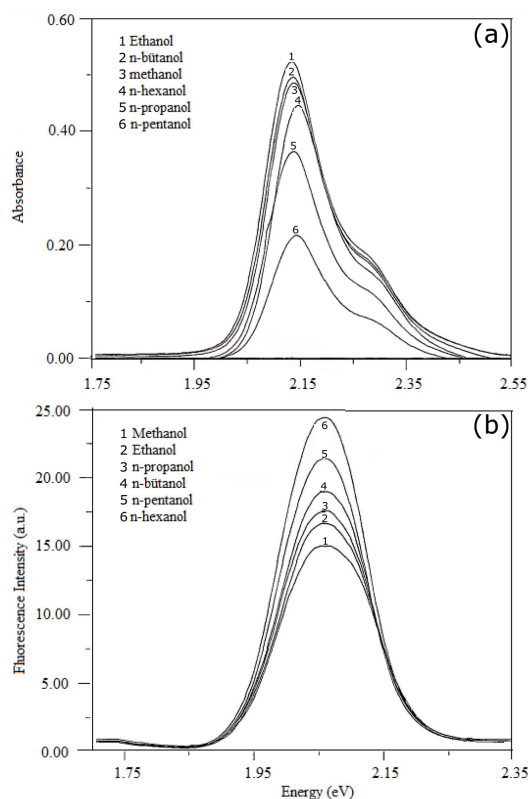 (a)
0.60
1 Ethanol
2 n-bütanol
3 methanol
4 n-hexanol
5 n-propanol
6 n-pentanol
1
2
3
4
0.40
5
Absorbance
6
0.20
0.00
1.75 1.95 2.15 2.35 2.55
(b)
25.00
1 Methanol
2 Ethanol
3 n-propanol
4 n-bütanol
5 n-pentanol
6 n-hexanol
6
5
4
3
2
1
20.00
15.00
Fluorescence Intensity (a.u.)
10.00
5.00
0.00
1.75 1.95 2.15 2.35
Energy (eV)